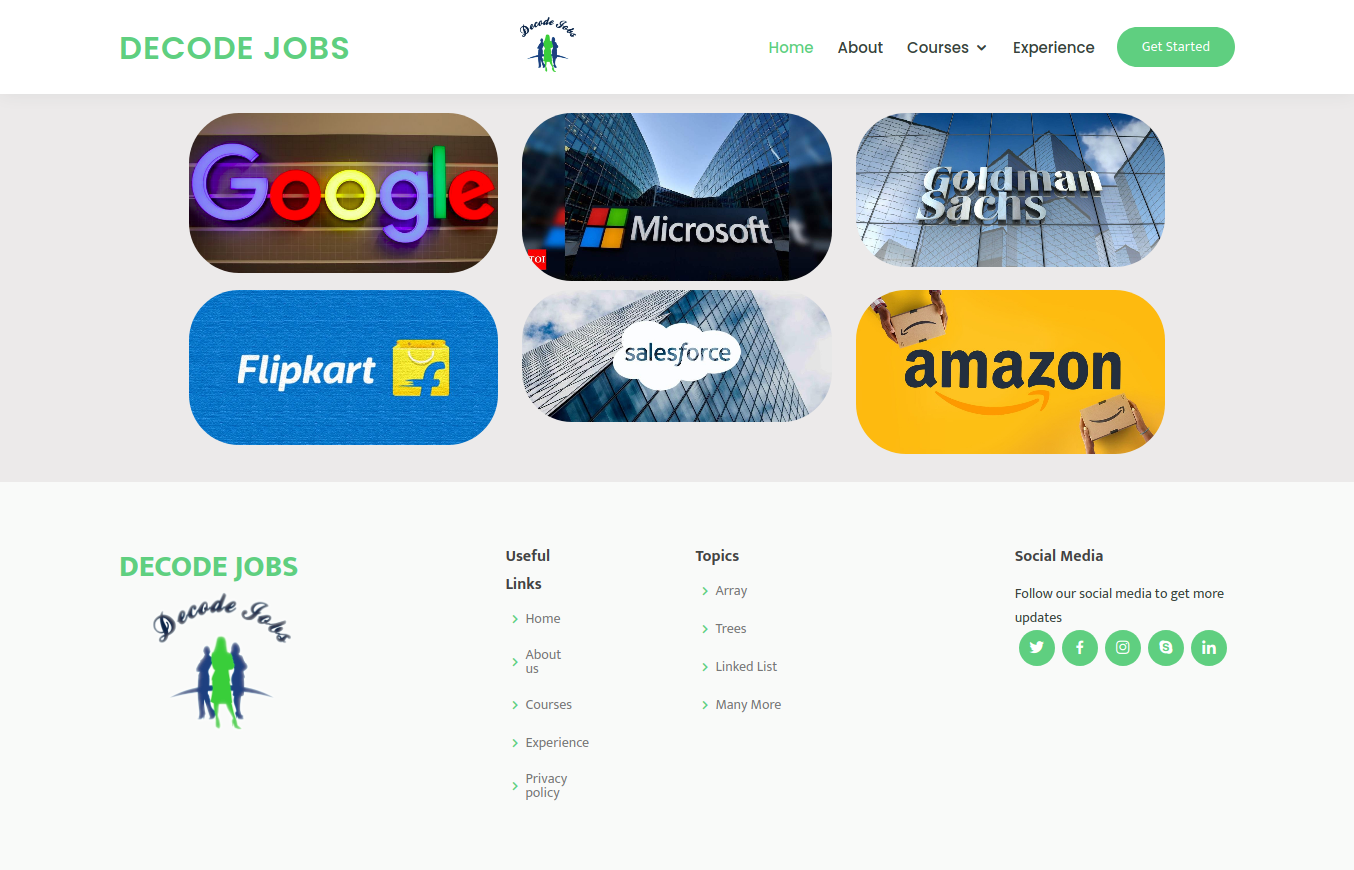 DECODE JOBS
Decode Jobs
Home
About
Courses
Experience
Get Started
Google
Microsoft
Goldman
Sachs
Flipkart
salesforce
amazon
DECODE JOBS
Decode Jobs
Useful
Links
Home
About
us
Courses
Experience
Privacy
policy
Topics
Array
Trees
Linked List
Many More
Social Media
Follow our social media to get more
updates